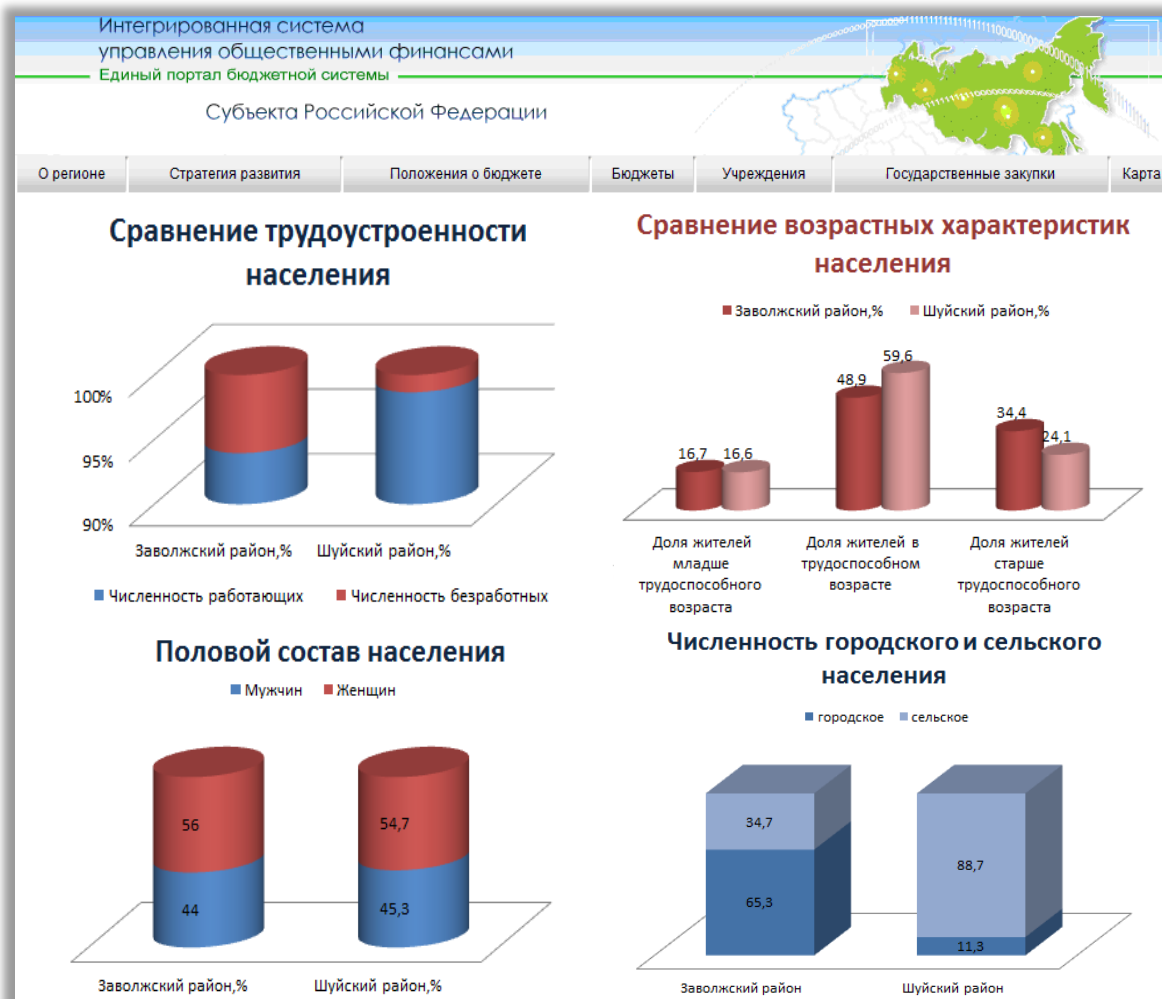 Интегрированная система
управления общественными финансами
Единый портал бюджетной системы
Субъекта Российской Федерации
О регионе
Стратегия развития
Положения о бюджете
Бюджеты
Учреждения
Государственные закупки
Карта
Сравнение трудоустроенности
населения
100%
95%
90%
Заволжский район,%
Шуйский район,%
Численность работающих
Численность безработных
Сравнение возрастных характеристик
населения
Заволжский район,%
Шуйский район,%
16,7
16,6
48,9
59,6
34,4
24,1
Доля жителей
младше
трудоспособного
возраста
Доля жителей в
трудоспособном
возрасте
Доля жителей
старше
трудоспособного
возраста
Половой состав населения
Мужчин
Женщин
56
54,7
44
45,3
Заволжский район,%
Шуйский район,%
Численность городского и сельского
населения
городское
сельское
34,7
88,7
65,3
11,3
Заволжский район
Шуйский район